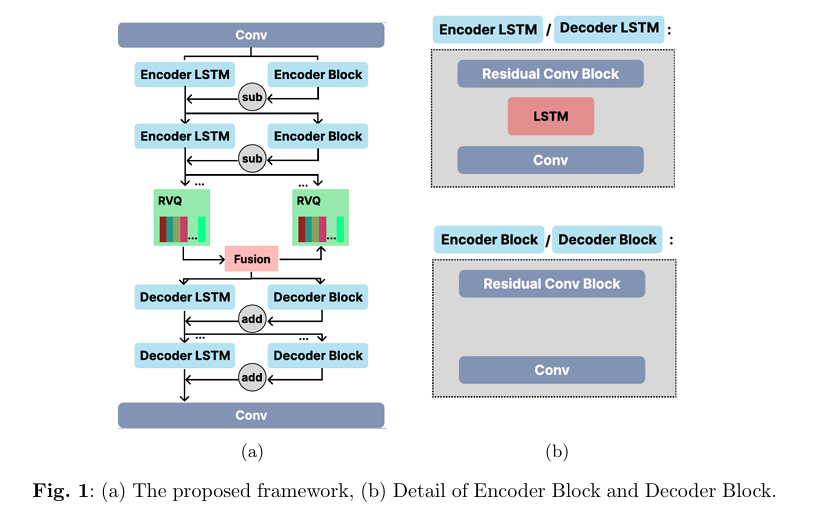 Conv
Encoder LSTM Encoder Block
sub
Encoder LSTM Encoder Block
sub
... ...
RVQ RVQ
... ...
Fusion
Decoder LSTM Decoder Block
add
... ...
Decoder LSTM Decoder Block
add
Conv
(a)
Encoder LSTM / Decoder LSTM :
Residual Conv Block
LSTM
Conv
Encoder Block / Decoder Block :
Residual Conv Block
Conv
(b)
Fig. 1: (a) The proposed framework, (b) Detail of Encoder Block and Decoder Block.